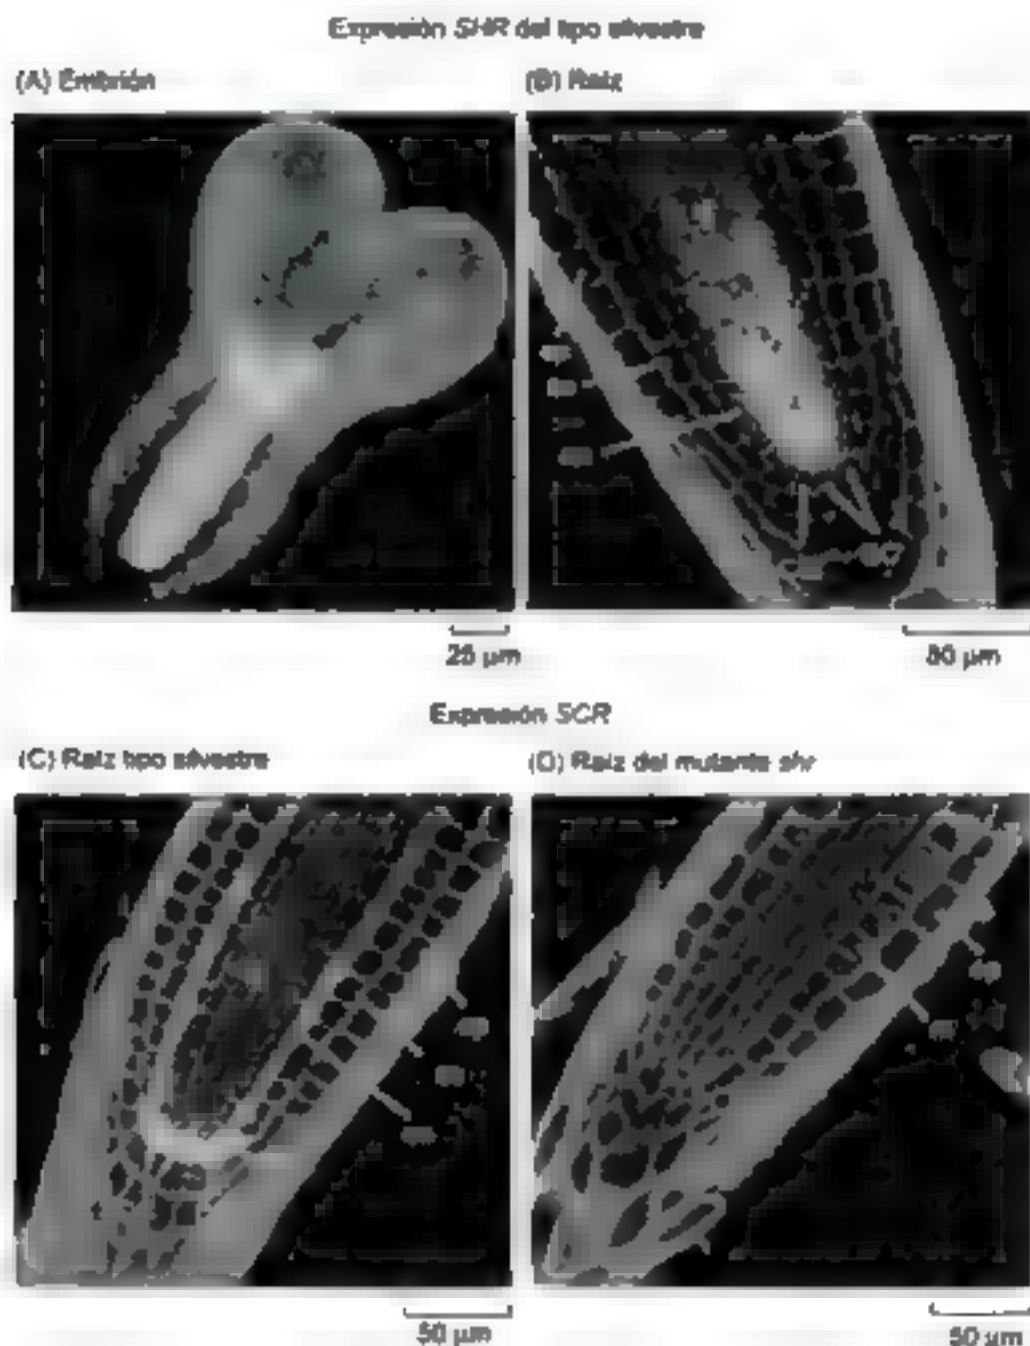 Expresión SHR del tipo silvestre
(A) Embrión
(B) Raíz
25 µm
50 µm
Expresión SCR
(C) Raíz tipo silvestre
(D) Raíz del mutante shr
50 µm
50 µm